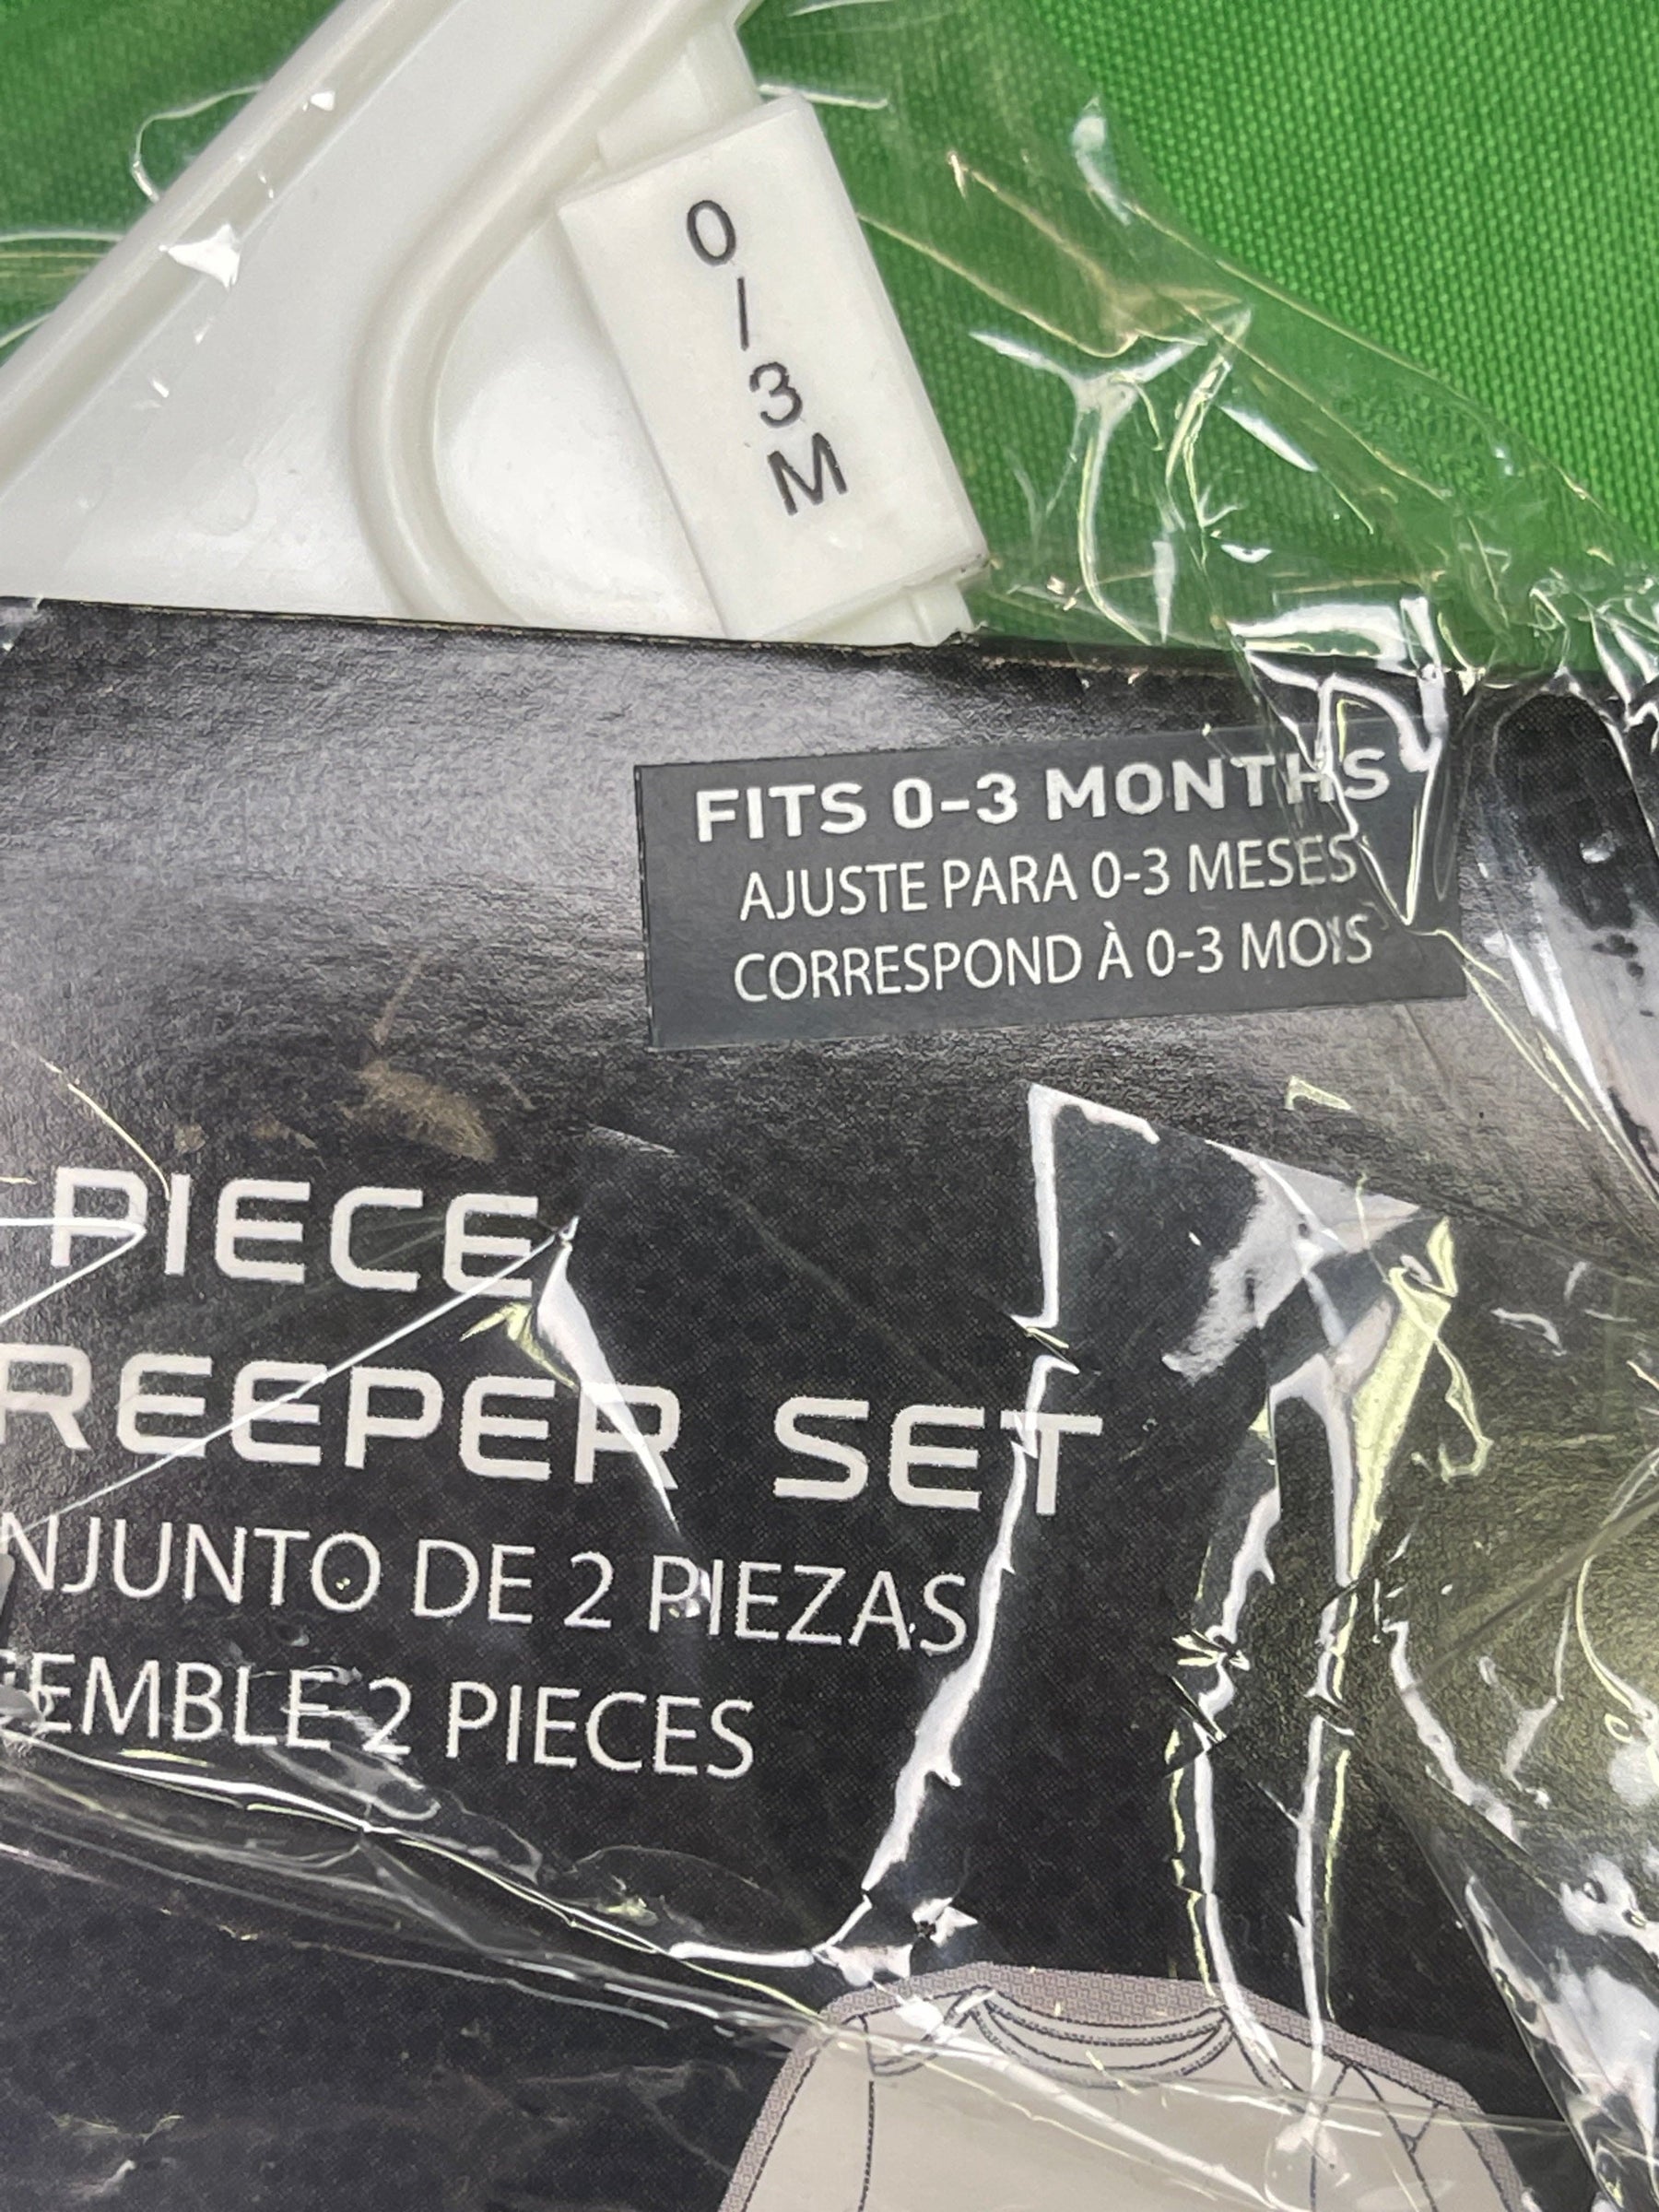 0/3M
FITS 0-3 MONTHS
AJUSTE PARA 0-3 MESES
CORRESPOND À 0-3 MOIS
PIECE
REEPER SET
NJUNTO DE 2 PIEZAS
EMBLE 2 PIECES